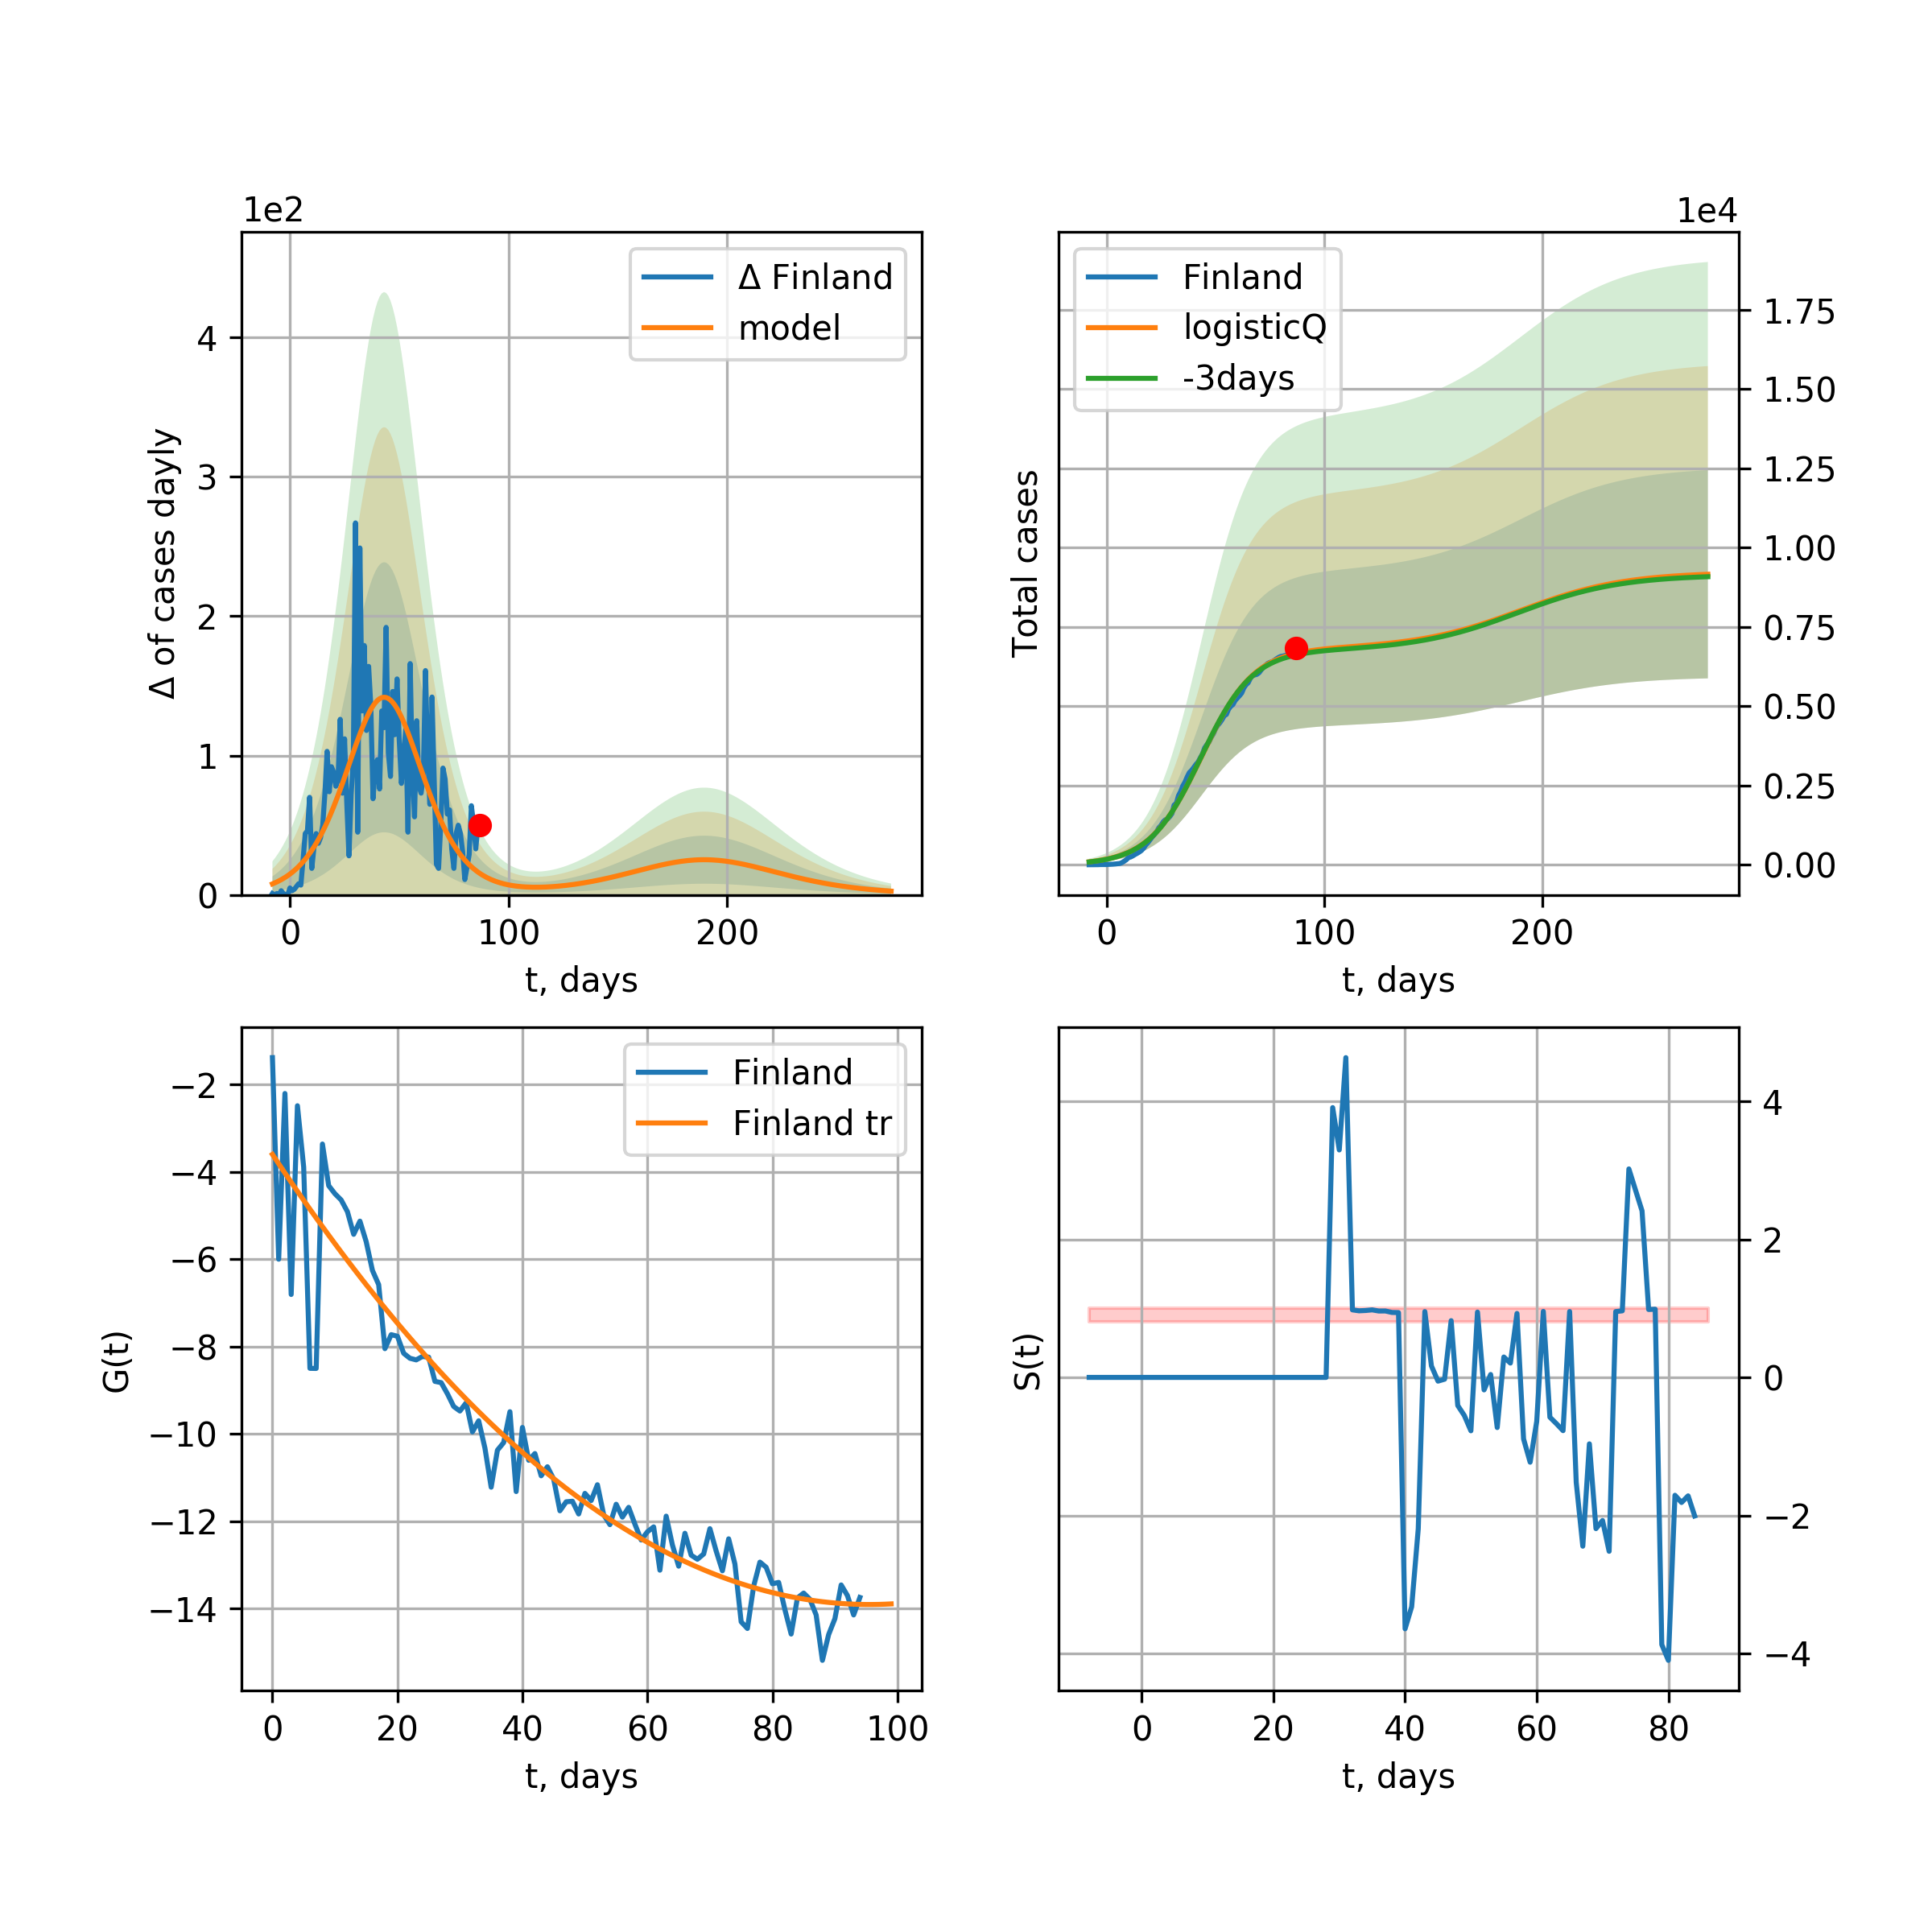 1e2
Δ Finland
model
4
3
2
1
0
Δ of cases dayly
0 100 200
t, days
1e4
Finland
logisticQ
-3days
1.75
1.50
1.25
1.00
0.75
0.50
0.25
0.00
Total cases
0 100 200
t, days
Finland
Finland tr
−2
−4
−6
−8
−10
−12
−14
G(t)
0 20 40 60 80 100
t, days
4
2
0
−2
−4
S(t)
0 20 40 60 80
t, days